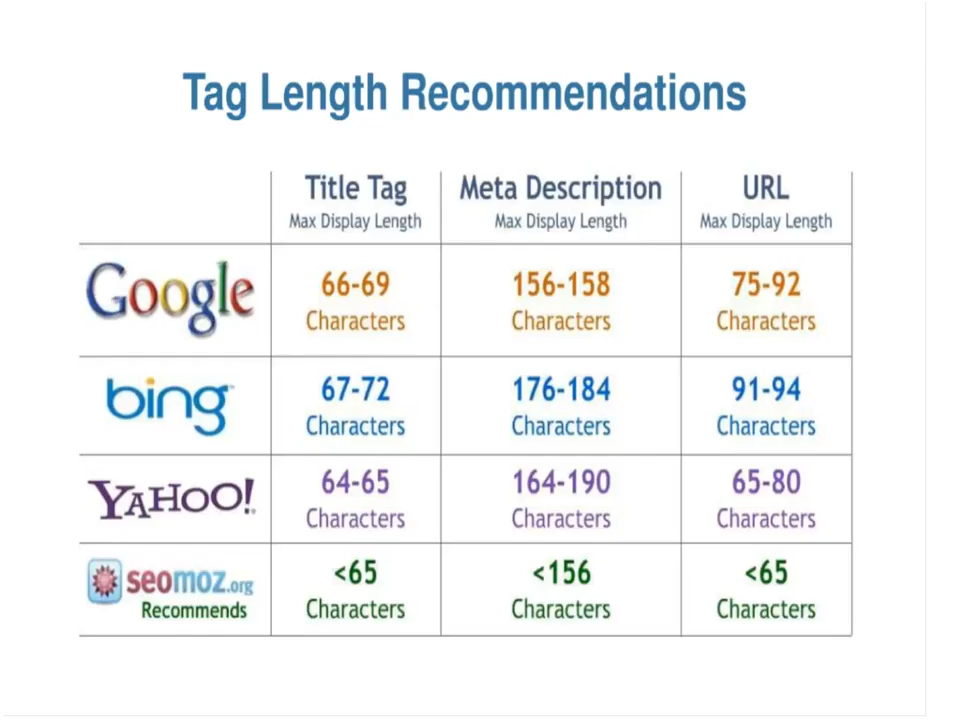 Tag Length Recommendations
Title Tag Meta Description URL
Max Display Length Max Display Length Max Display Length
Google 66-69 156-158 75-92
Characters Characters Characters
bing 67-72 176-184 91-94
Characters Characters Characters
YAHOO! 64-65 164-190 65-80
Characters Characters Characters
seomoz.org <65 <156 <65
Recommends Characters Characters Characters